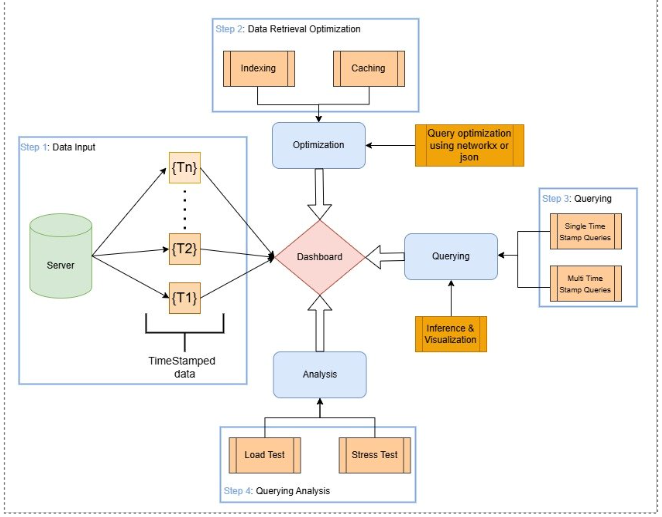 Step 2: Data Retrieval Optimization
Indexing
Caching
Step 1: Data Input
{Tn}
{T2}
{T1}
Server
TimeStamped
data
Optimization
Query optimization
using networkx or
json
Dashboard
Querying
Step 3: Querying
Single Time
Stamp Queries
Multi Time
Stamp Queries
Inference &
Visualization
Analysis
Load Test
Stress Test
Step 4: Querying Analysis